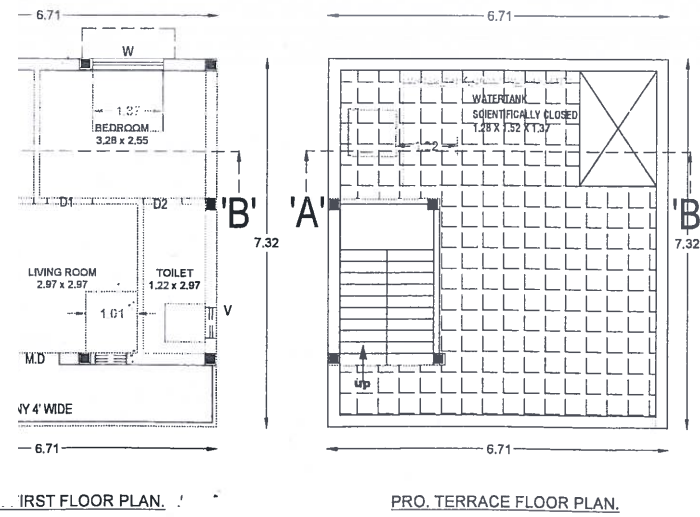 6.71
W
1.37
BEDROOM
3.28 x 2.55
D1
D2
'B'
7.32
LIVING ROOM
2.97 x 2.97
TOILET
1.22 x 2.97
1.01
V
M.D
NY 4' WIDE
6.71
IRST FLOOR PLAN.
6.71
WATERTANK
SCIENTIFICALLY CLOSED
1.28 X 1.52 X 1.37
'A'
'B
7.32
up
6.71
PRO. TERRACE FLOOR PLAN.